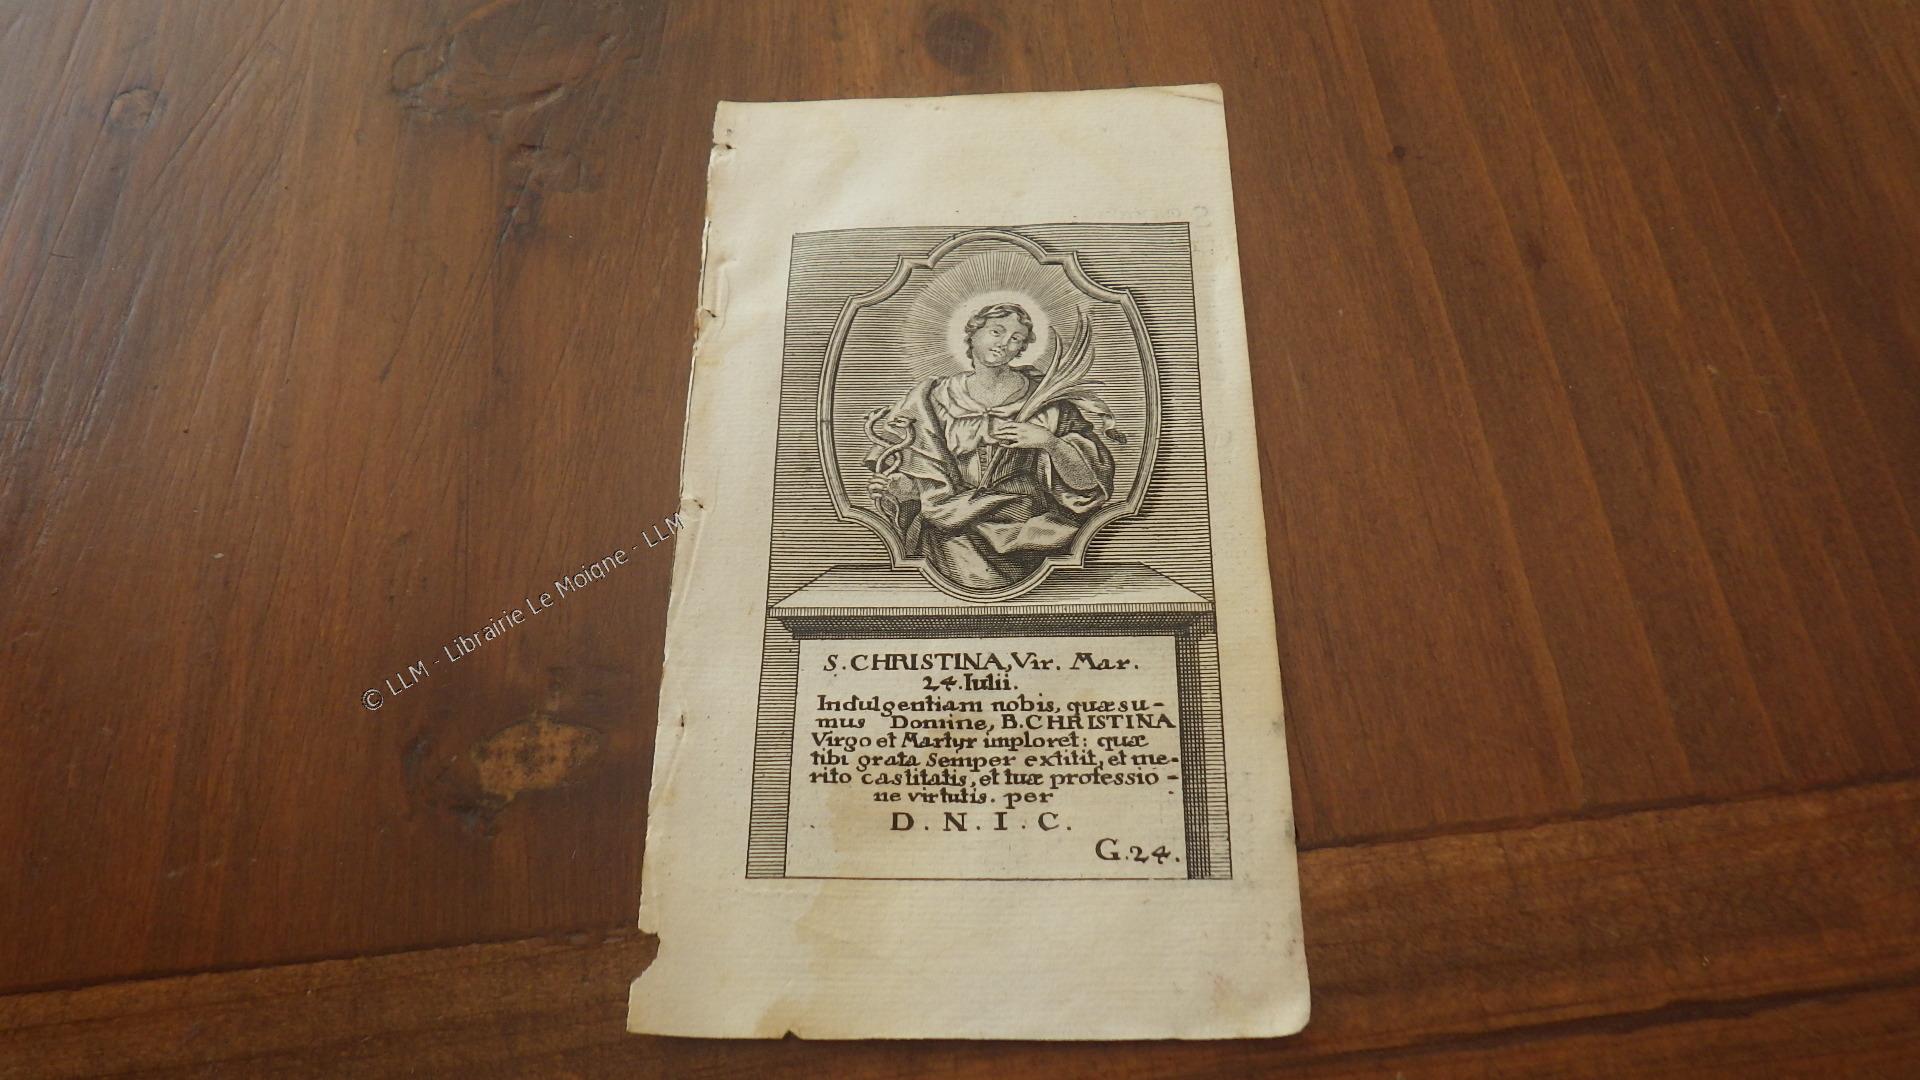 S. CHRISTINA, Vir. Mar.
24. Iulii.
Indulgentiam nobis, quæsu-
mus Domine, B. CHRISTINA
Virgo et Martyr imploret: quæ
tibi grata Semper extitit, et me-
rito castitatis, et tuæ professio-
ne virtutis. per
D. N. I. C.
G. 24.
© LLM - Librairie Le Moigne - LLM